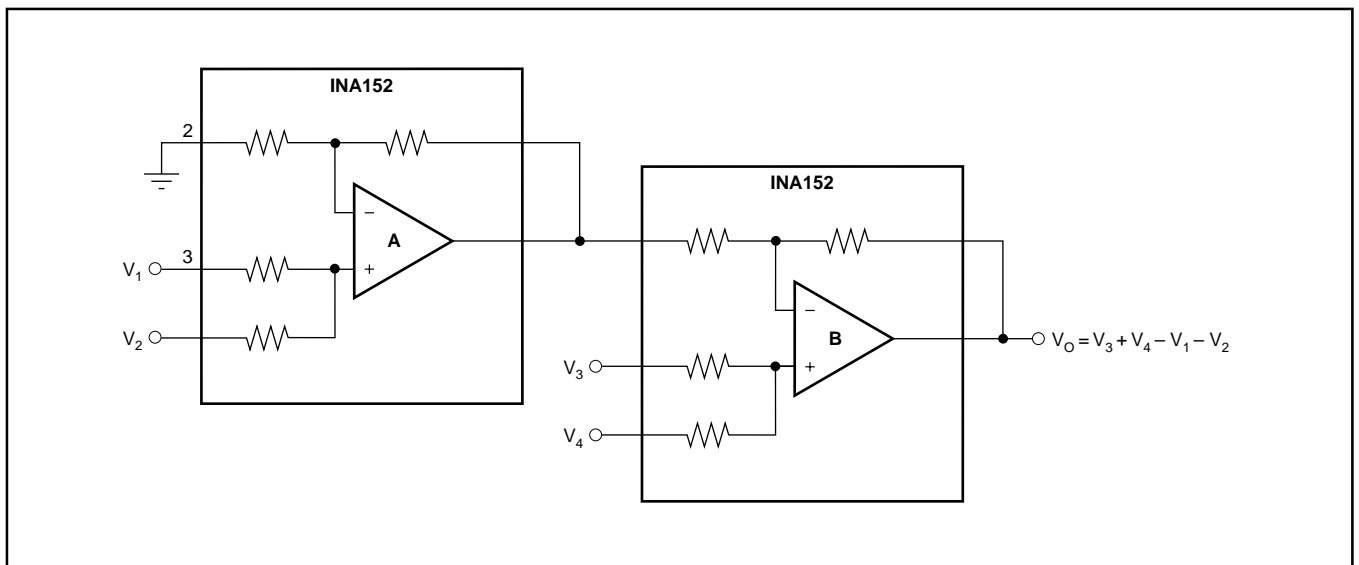 INA152
2
−
A
3
V1
+
V2
INA152
−
B
V3
+
V4
VO = V3 + V4 – V1 – V2